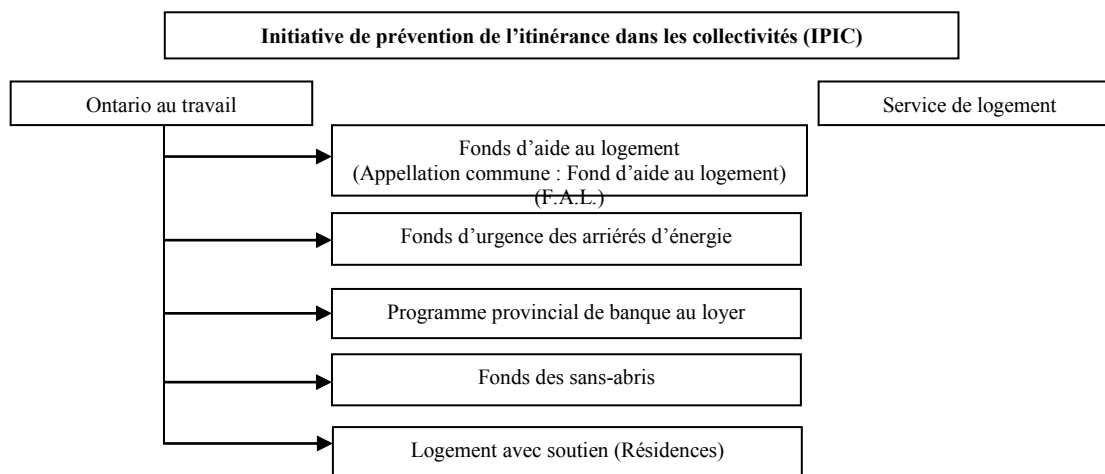 Initiative de prévention de l’itinérance dans les collectivités (IPIC)
Ontario au travail
Service de logement
Fonds d’aide au logement
(Appellation commune : Fond d’aide au logement)
(F.A.L.)
Fonds d’urgence des arriérés d’énergie
Programme provincial de banque au loyer
Fonds des sans-abris
Logement avec soutien (Résidences)